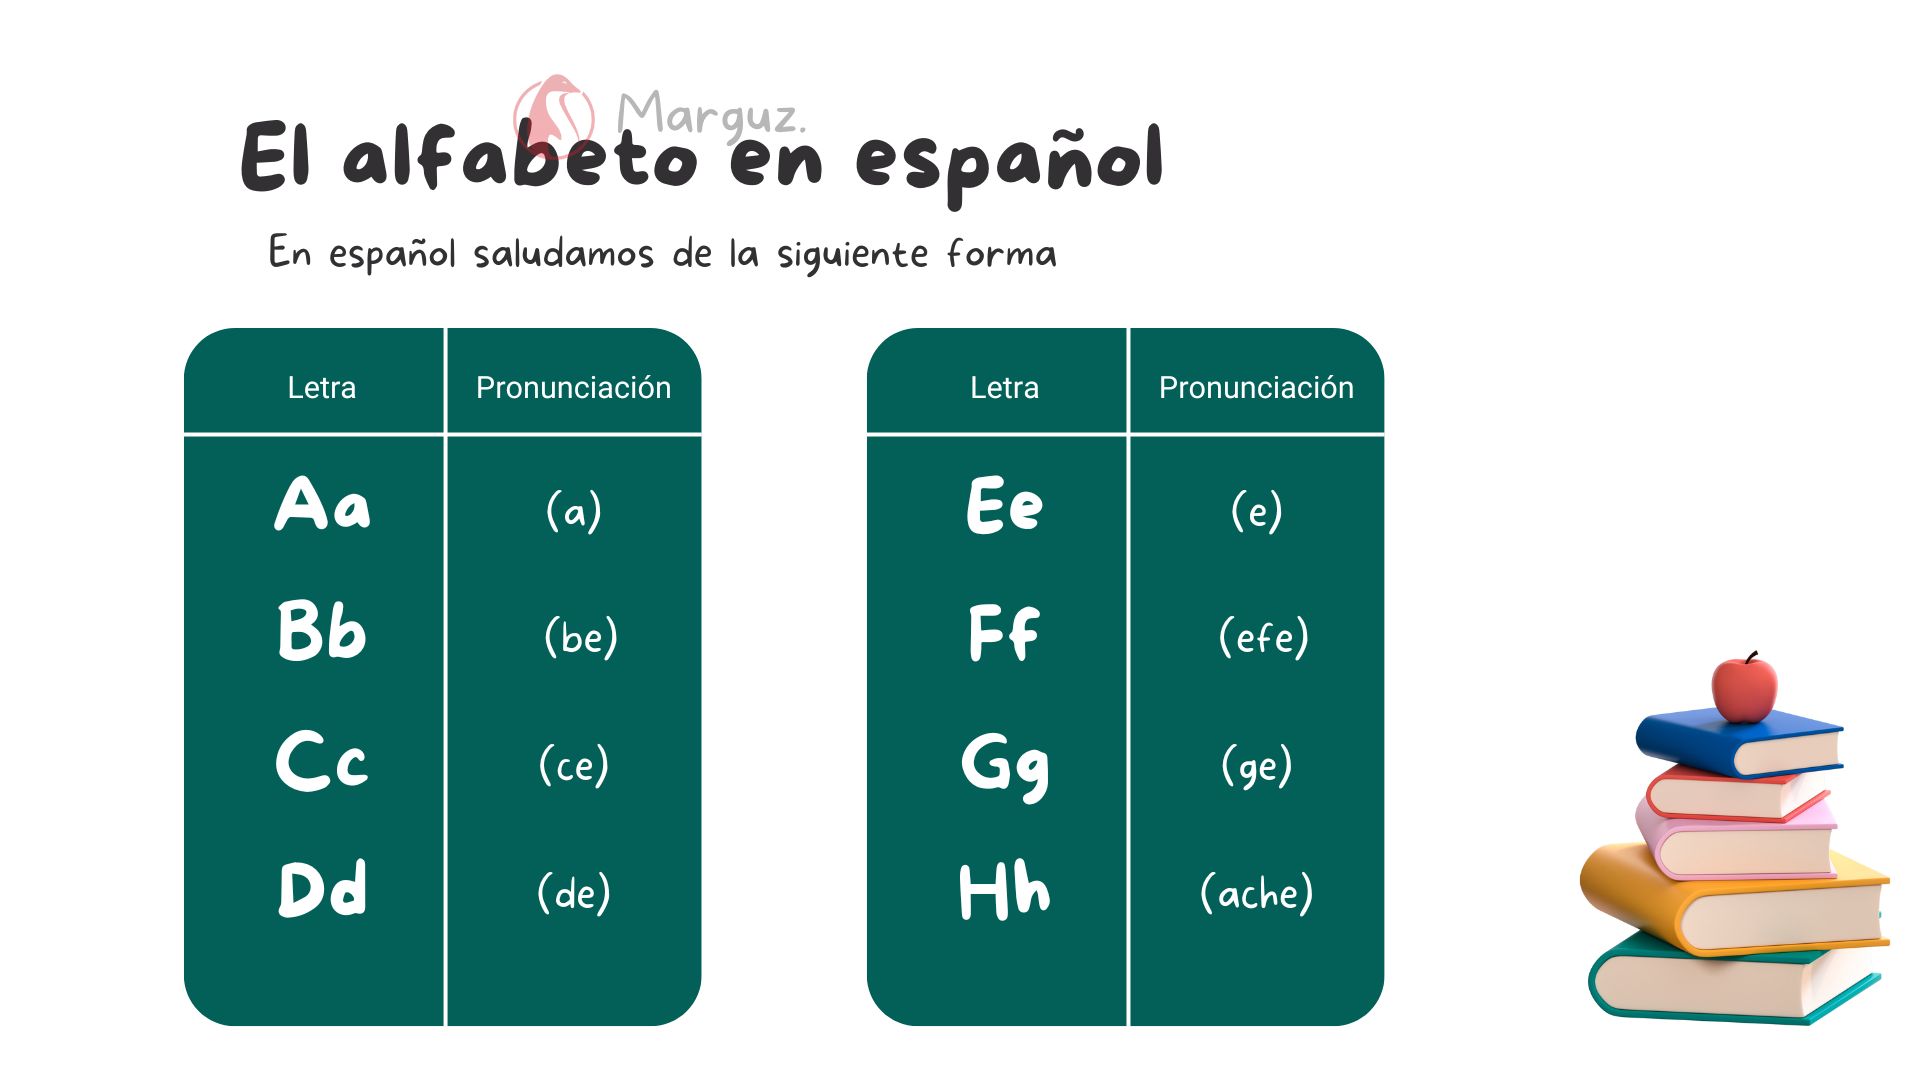 Marguz.
El alfabeto en español
En español saludamos de la siguiente forma
Letra Pronunciación
Aa (a)
Bb (be)
Cc (ce)
Dd (de)
Letra Pronunciación
Ee (e)
Ff (efe)
Gg (ge)
Hh (ache)